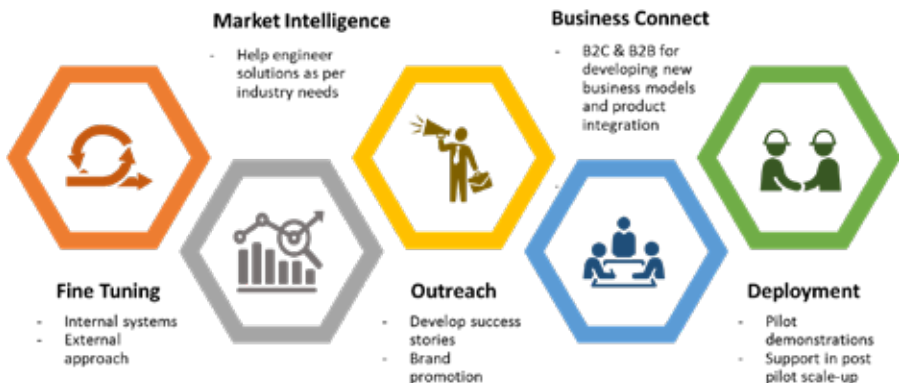 Market Intelligence
- Help engineer
solutions as per
industry needs
Business Connect
- B2C & B2B for
developing new
business models
and product
integration
-
Fine Tuning
- Internal systems
- External
approach
Outreach
- Develop success
stories
- Brand
promotion
Deployment
- Pilot
demonstrations
- Support in post
pilot scale-up